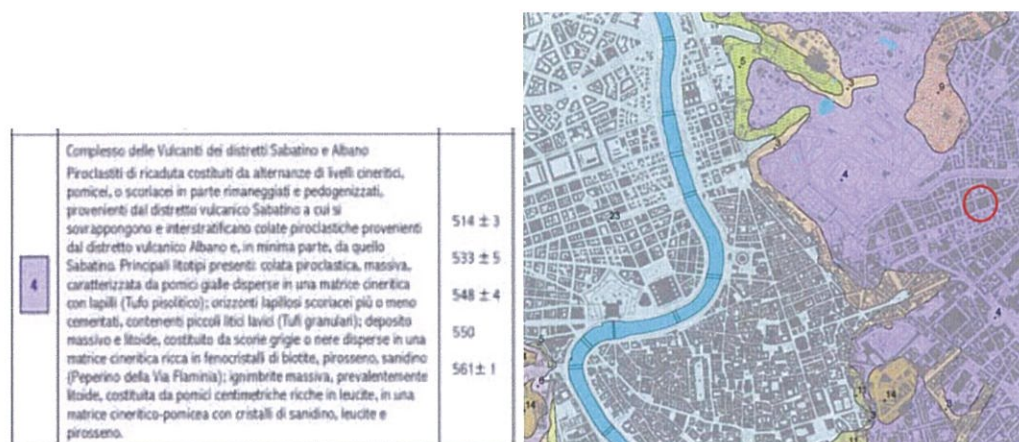 Complesso delle Vulcanti dei distretti Sabatino e Albano
Piroclastiti di ricaduta costituiti da alternanze di livelli cineritici,
pomicei, o scoriacei in parte rimaneggiati e pedogenizzati,
provenienti dal distretto vulcanico Sabatino a cui si
sovrappongono e interstratificano colate piroclastiche provenienti
dal distretto vulcanico Albano e, in minima parte, da quello
Sabatino. Principali litotipi presenti: colata piroclastica, massiva,
caratterizzata da pomici gialle disperse in una matrice cineritica
con lapilli (Tufo pisolitico); orizzonti lapillosi scoriacei più o meno
cementati, contenenti piccoli litici lavici (Tufi granulari); deposito
massivo e litoide, costituito da scorie grigie o nere disperse in una
matrice cineritica ricca in fenocristalli di biotite, pirosseno, sanidino
(Peperino della Via Flaminia); ignimbrite massiva, prevalentemente
litoide, costituita da pomici centimetriche ricche in leucite, in una
matrice cineritico-pomicea con cristalli di sanidino, leucite e
pirosseno.
4
514 ± 3
533 ± 5
548 ± 4
550
561 ± 1
5
3
9
3
4
23
4
14
17
14
3